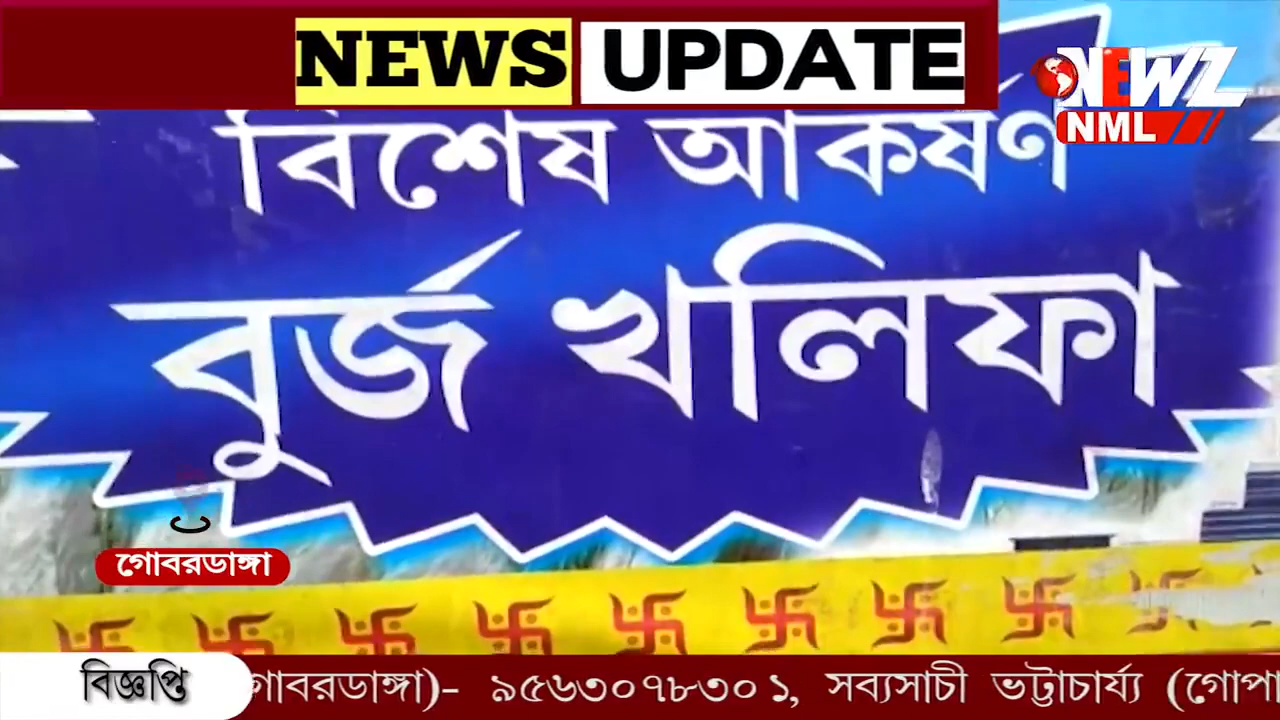 NEWS UPDATE
NEWZ
NML
বিশেষ আকর্ষণ
বুর্জ খলিফা
গোবরডাঙ্গা
বিজ্ঞপ্তি
গোবরডাঙ্গা)- ৯৫৬৩০৭৮৩০১, সব্যসাচী ভট্টাচার্য্য (গোপা